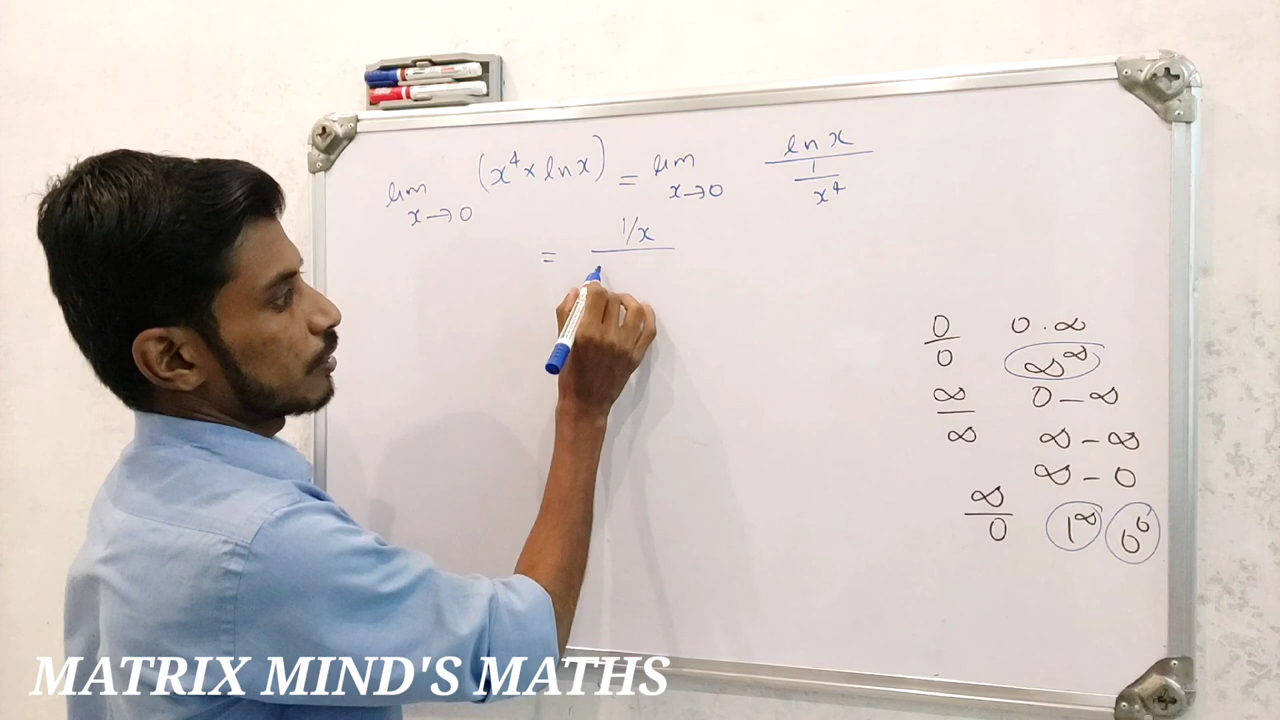 lim x→0 (x⁴ × ln x) = lim x→0 ln x / (1/x⁴)
= 1/x
0/0 0.∞
∞^∞
∞/∞ 0 - ∞
∞ - ∞
∞ - 0
∞/0 1^∞ 0⁰
MATRIX MIND'S MATHS